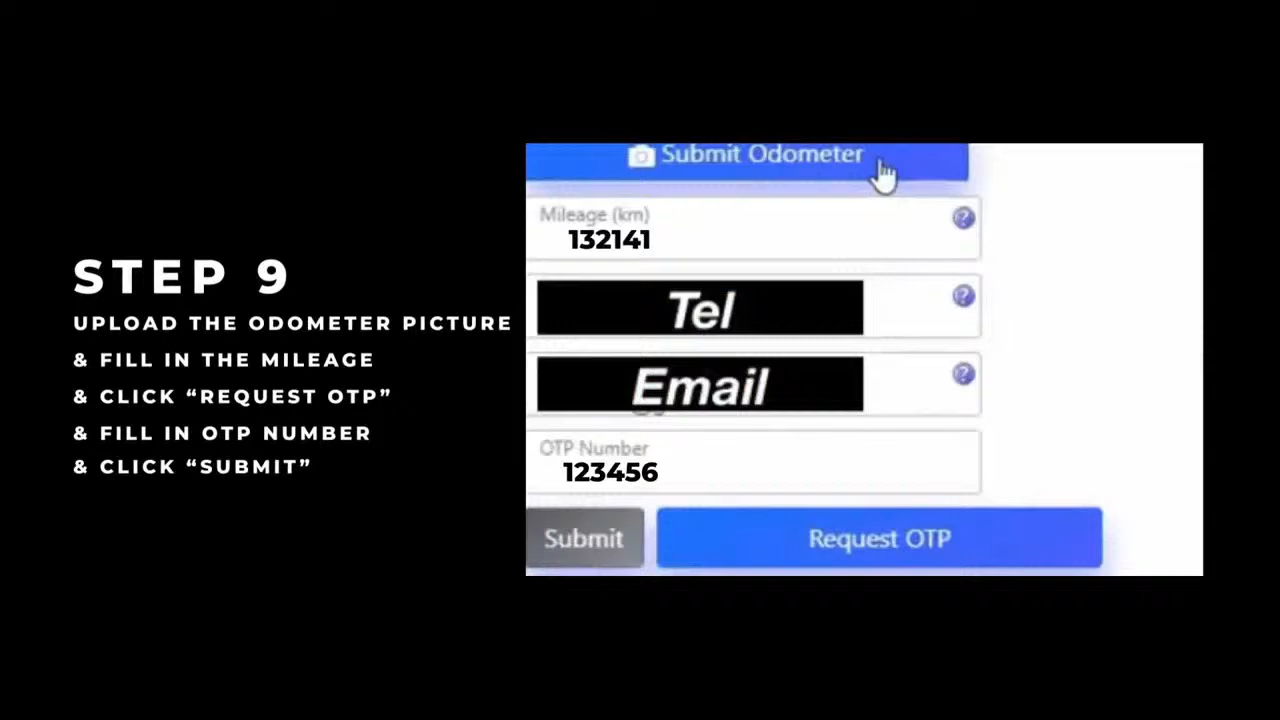 STEP 9
UPLOAD THE ODOMETER PICTURE
& FILL IN THE MILEAGE
& CLICK “REQUEST OTP”
& FILL IN OTP NUMBER
& CLICK “SUBMIT”
Submit Odometer
Mileage (km)
132141
Tel
Email
OTP Number
123456
Submit
Request OTP